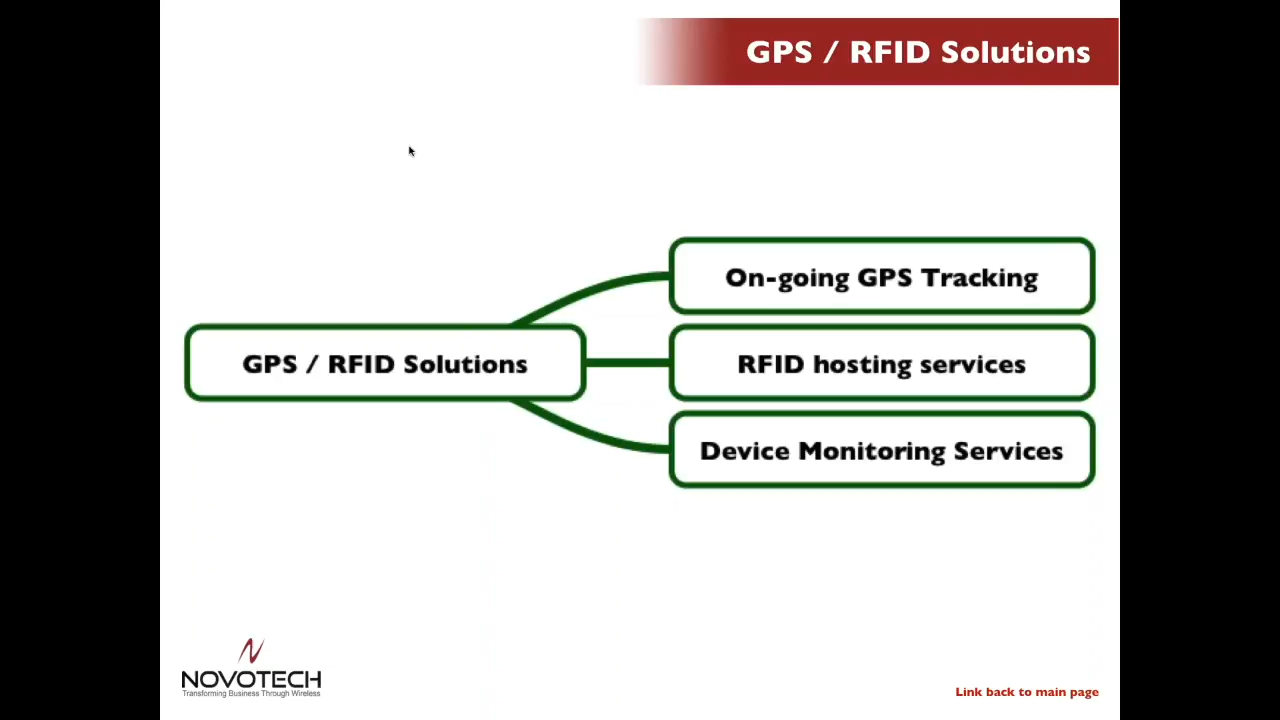 GPS / RFID Solutions
On-going GPS Tracking
GPS / RFID Solutions
RFID hosting services
Device Monitoring Services
NOVOTECH
Transforming Business Through Wireless
Link back to main page